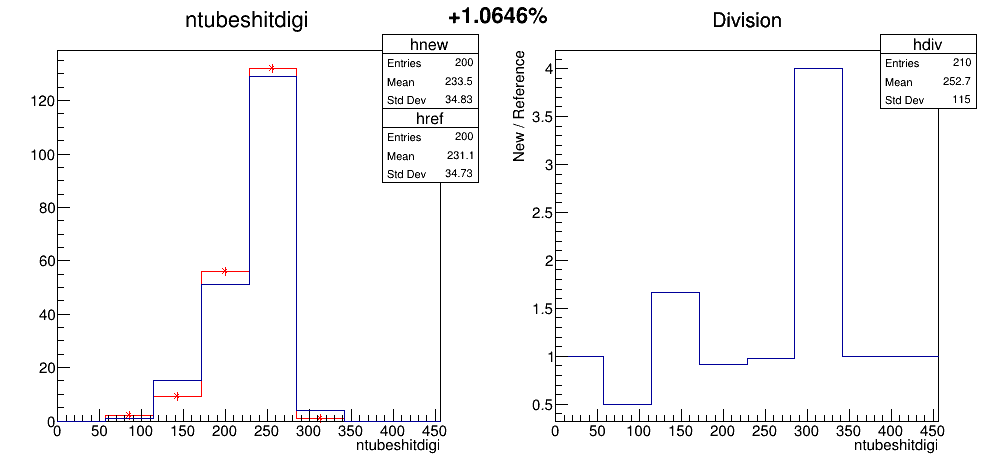 ntubeshitdigi
+1.0646%
Division
hnew
Entries 200
Mean 233.5
Std Dev 34.83
href
Entries 200
Mean 231.1
Std Dev 34.73
120
100
80
60
40
20
0
0 50 100 150 200 250 300 350 400 450
ntubeshitdigi
hdiv
Entries 210
Mean 252.7
Std Dev 115
New / Reference
4
3.5
3
2.5
2
1.5
1
0.5
0 50 100 150 200 250 300 350 400 450
ntubeshitdigi